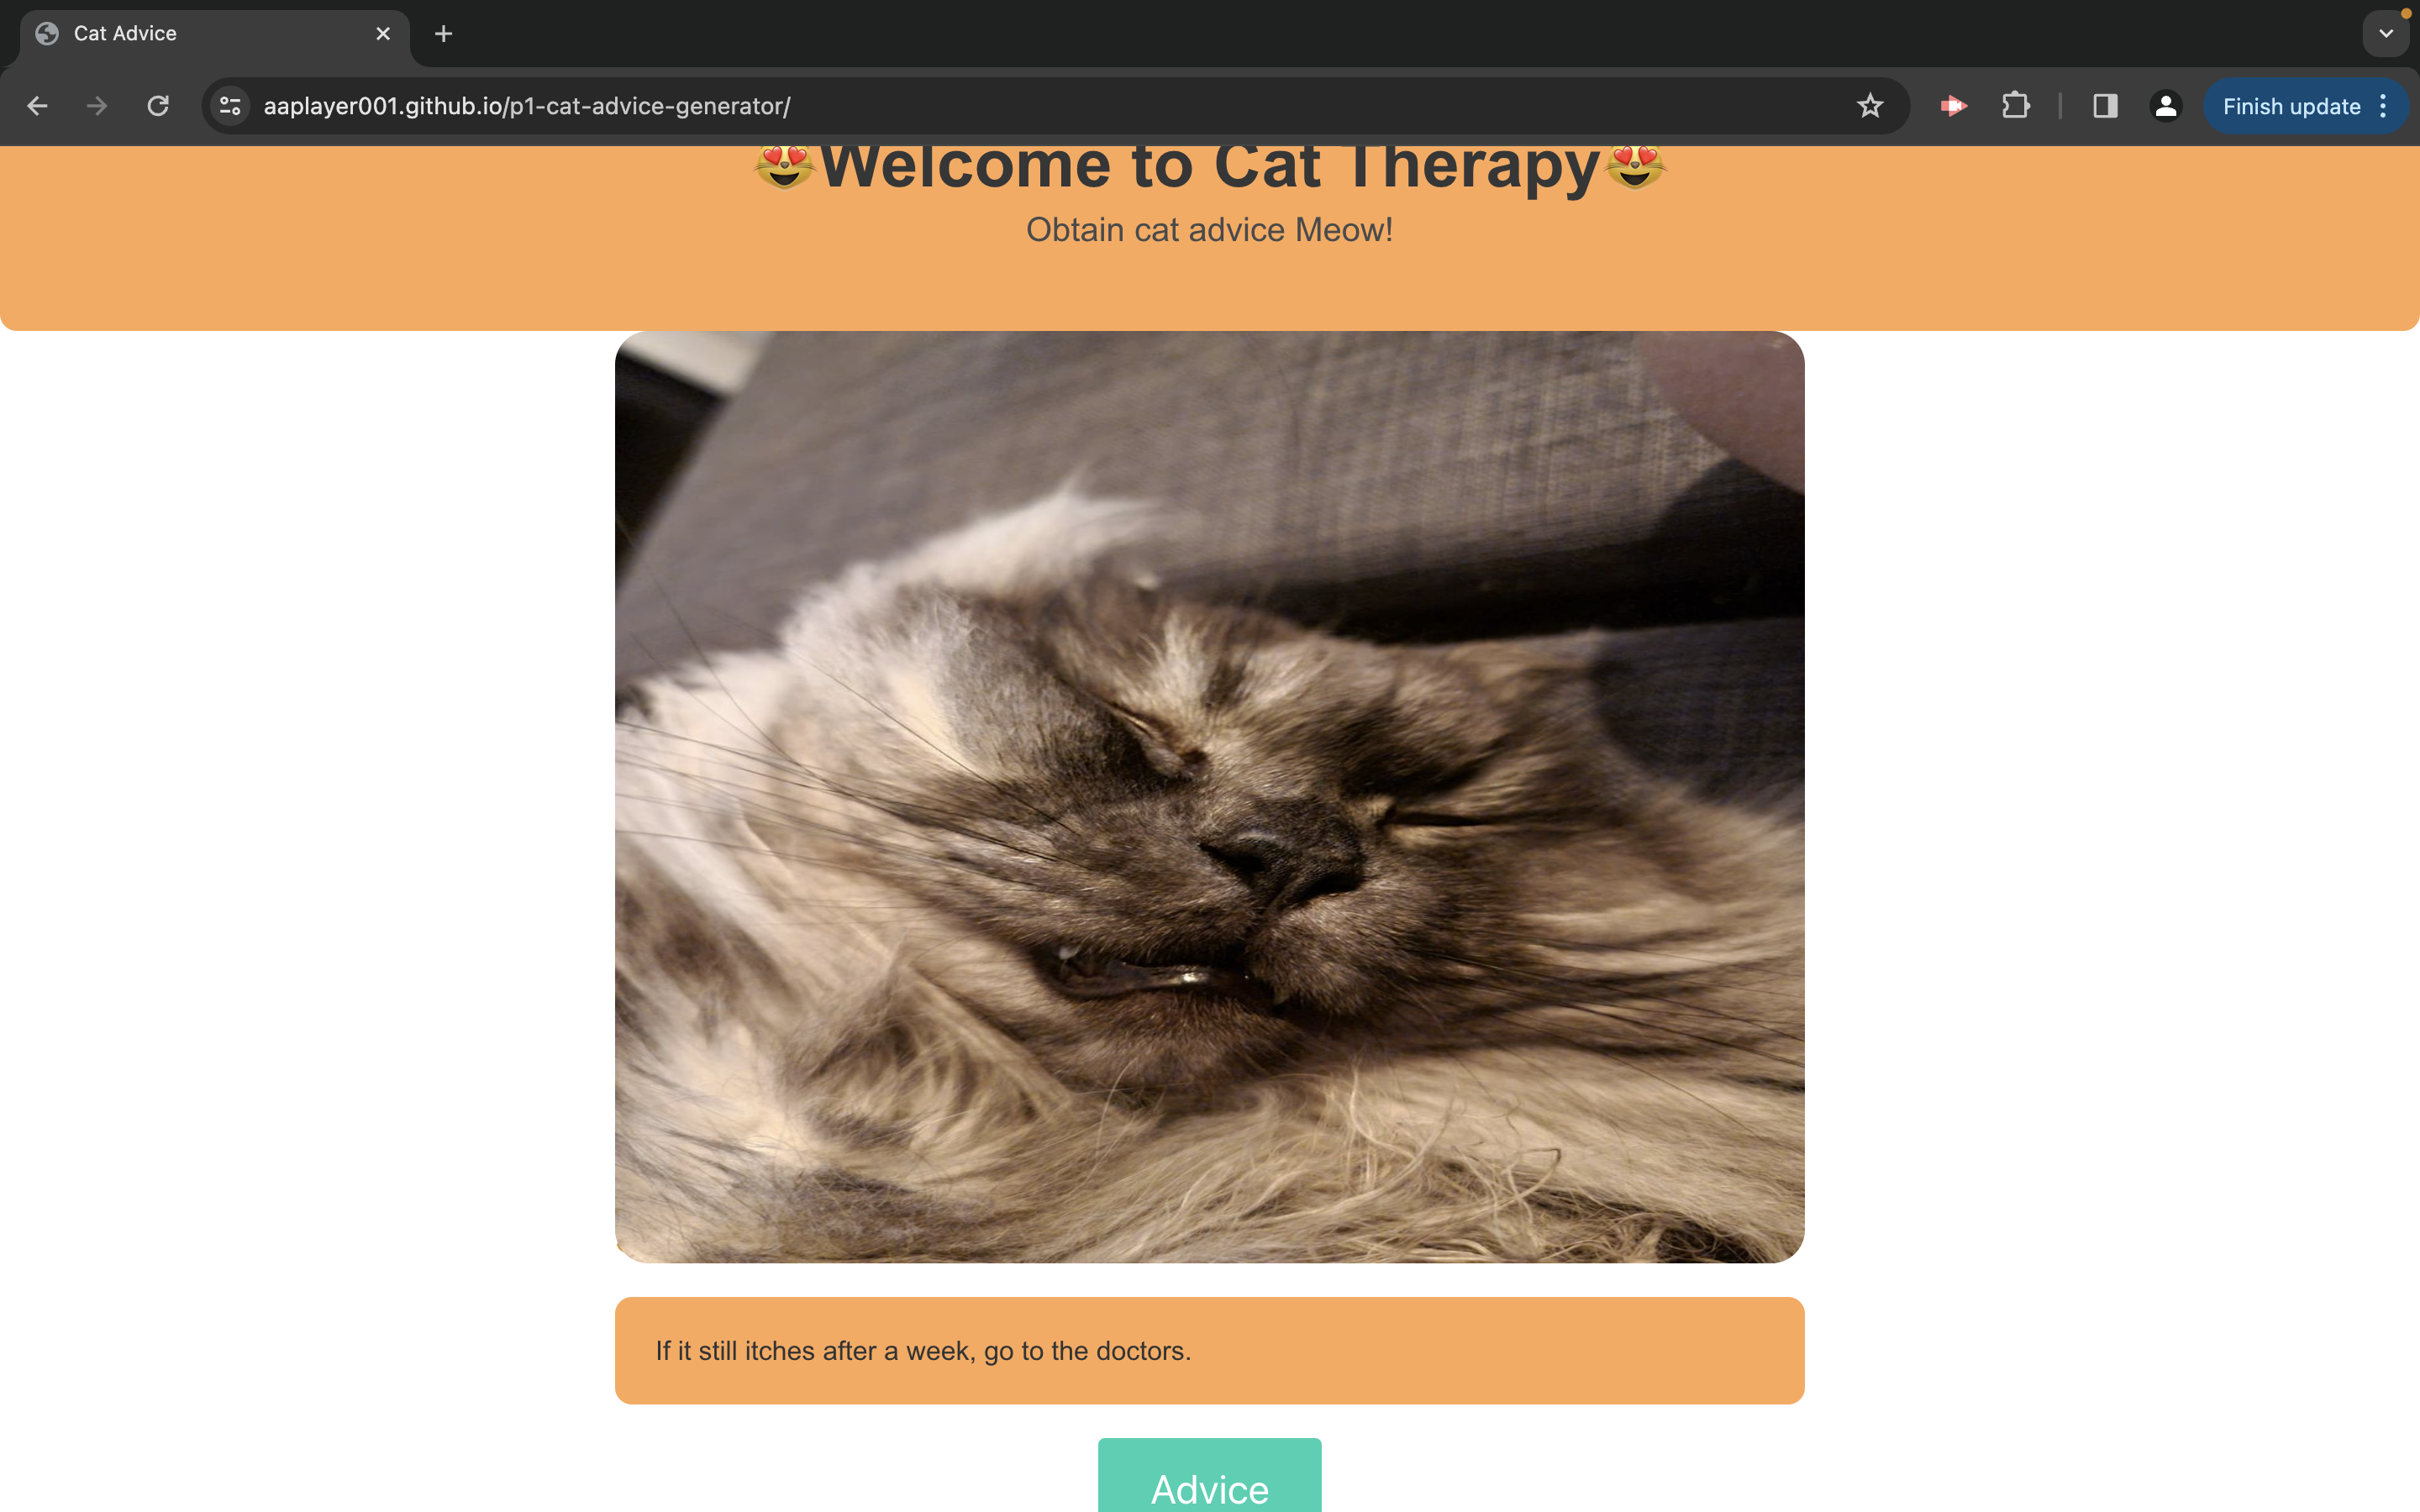 Cat Advice
aaplayer001.github.io/p1-cat-advice-generator/
Finish update
😻Welcome to Cat Therapy😻
Obtain cat advice Meow!
If it still itches after a week, go to the doctors.
Advice